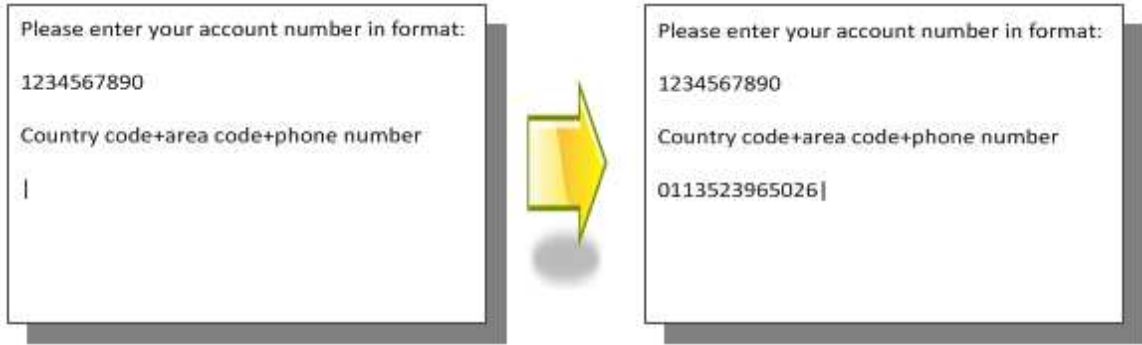 Please enter your account number in format:
1234567890
Country code+area code+phone number
|
Please enter your account number in format:
1234567890
Country code+area code+phone number
0113523965026|